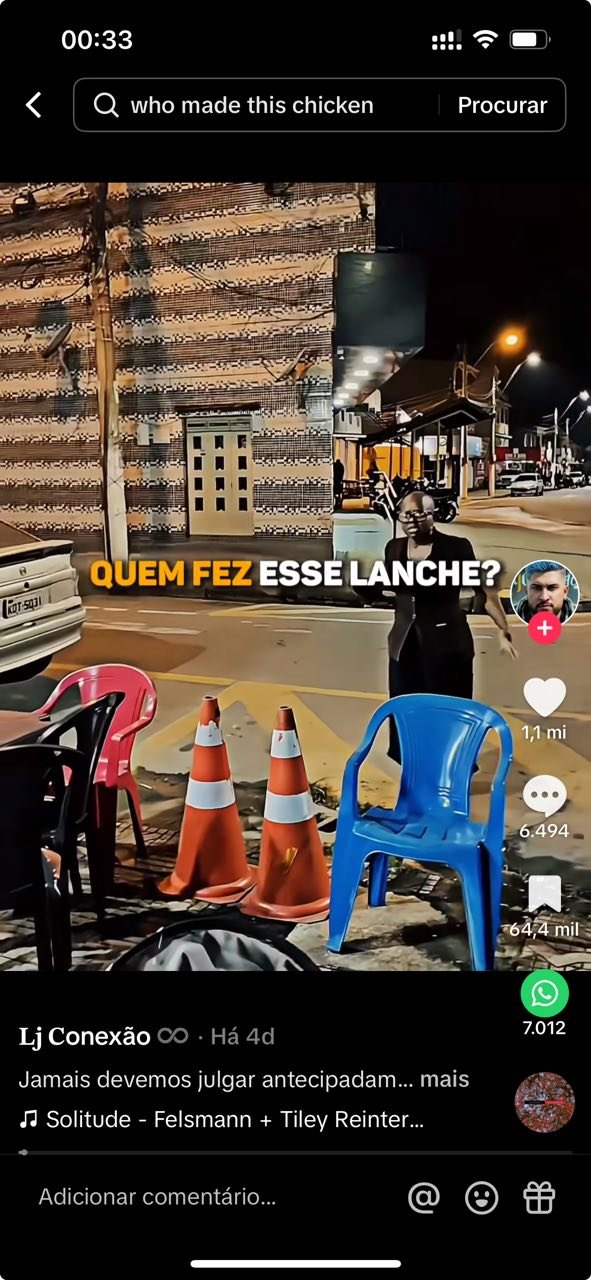 00:33
who made this chicken
Procurar
QUEM FEZ ESSE LANCHE?
1,1 mi
6.494
64,4 mil
7.012
Lj Conexão · Há 4d
Jamais devemos julgar antecipadam... mais
Solitude - Felsmann + Tiley Reinter...
Adicionar comentário...